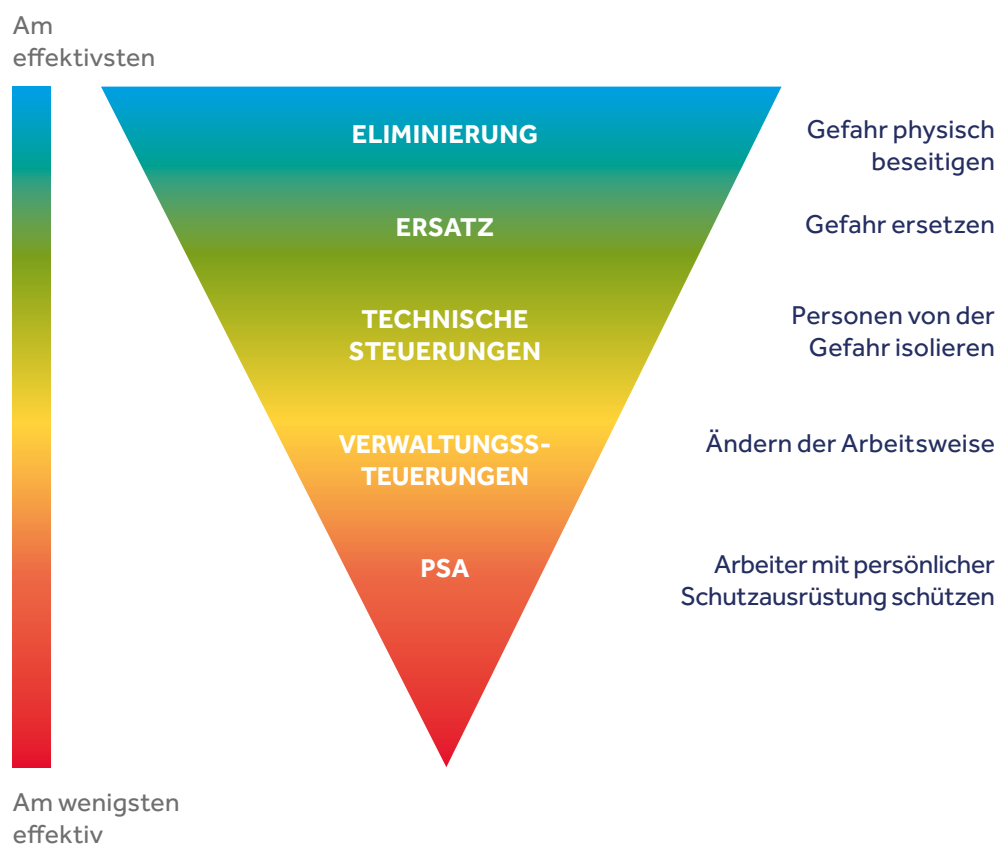 Am
effektivsten
ELIMINIERUNG
Gefahr physisch
beseitigen
ERSATZ
Gefahr ersetzen
TECHNISCHE
STEUERUNGEN
Personen von der
Gefahr isolieren
VERWALTUNGSS-
TEUERUNGEN
Ändern der Arbeitsweise
PSA
Arbeiter mit persönlicher
Schutzausrüstung schützen
Am wenigsten
effektiv